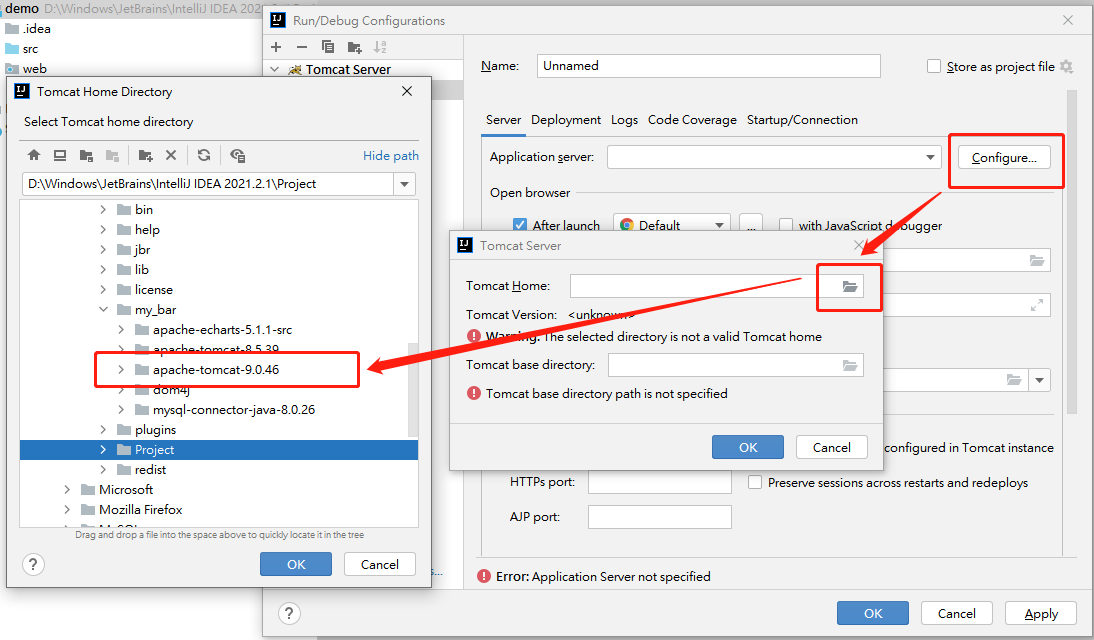 demo D:\Windows\JetBrains\IntelliJ IDEA 202
.idea
src
web
Run/Debug Configurations
Tomcat Server
Name: Unnamed
Store as project file
Server Deployment Logs Code Coverage Startup/Connection
Application server:
Configure...
Open browser
After launch
Default
...
with JavaScript debugger
Tomcat Home Directory
Select Tomcat home directory
Hide path
D:\Windows\JetBrains\IntelliJ IDEA 2021.2.1\Project
bin
help
jbr
lib
license
my_bar
apache-echarts-5.1.1-src
apache-tomcat-8.5.39
apache-tomcat-9.0.46
dom4j
mysql-connector-java-8.0.26
plugins
Project
redist
Microsoft
Mozilla Firefox
Drag and drop a file into the space above to quickly locate it in the tree
?
OK
Cancel
Tomcat Server
Tomcat Home:
Tomcat Version: <unknown>
Warning: The selected directory is not a valid Tomcat home
Tomcat base directory:
Tomcat base directory path is not specified
OK
Cancel
configured in Tomcat instance
HTTPs port:
Preserve sessions across restarts and redeploys
AJP port:
Error: Application Server not specified
?
OK
Cancel
Apply